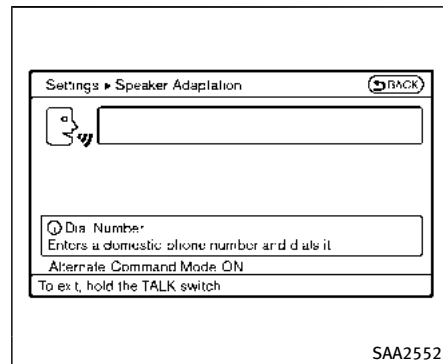 Settings ▸ Speaker Adaptation
BACK
Dial Number
Enters a domestic phone number and dials it
Alternate Command Mode ON
To exit, hold the TALK switch
SAA2552